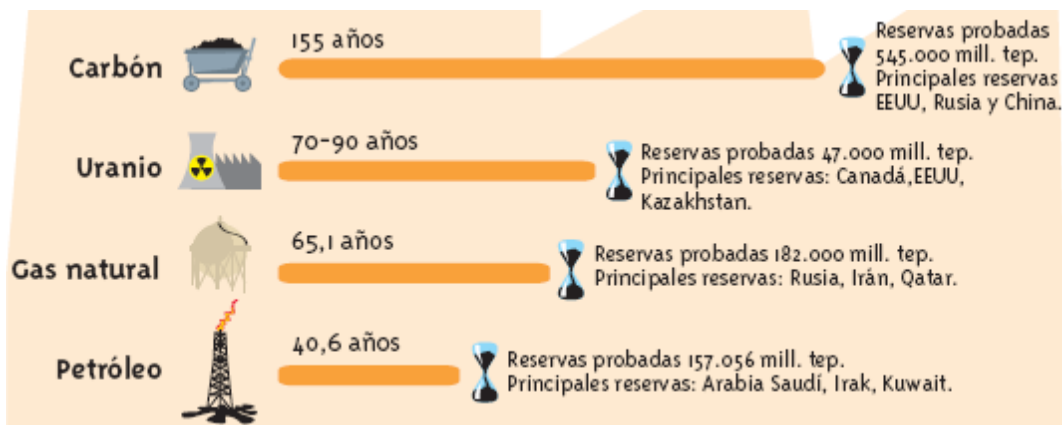 Carbón
155 años
Reservas probadas
545.000 mill. tep.
Principales reservas
EEUU, Rusia y China.
Uranio
70-90 años
Reservas probadas 47.000 mill. tep.
Principales reservas: Canadá,EEUU,
Kazakhstan.
Gas natural
65,1 años
Reservas probadas 182.000 mill. tep.
Principales reservas: Rusia, Irán, Qatar.
Petróleo
40,6 años
Reservas probadas 157.056 mill. tep.
Principales reservas: Arabia Saudí, Irak, Kuwait.